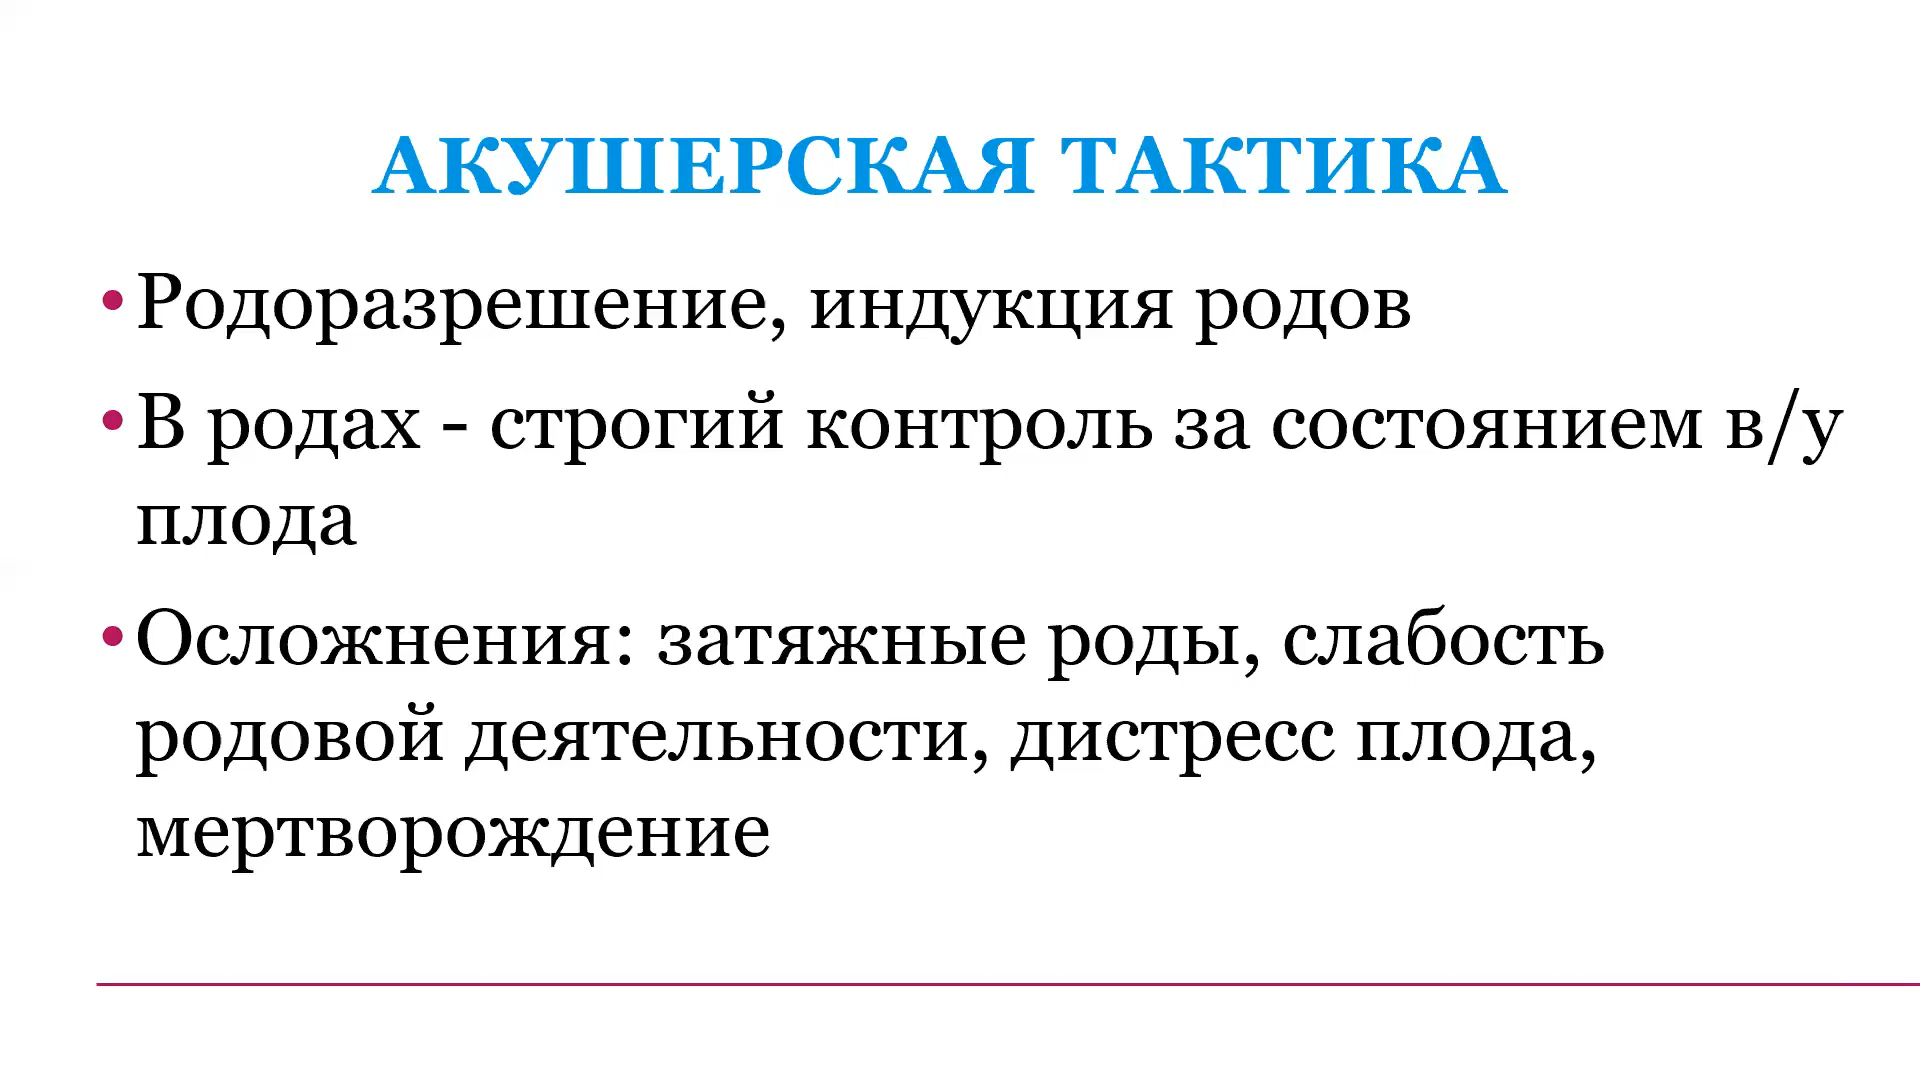 АКУШЕРСКАЯ ТАКТИКА
•Родоразрешение, индукция родов
•В родах - строгий контроль за состоянием в/у
плода
•Осложнения: затяжные роды, слабость
родовой деятельности, дистресс плода,
мертворождение